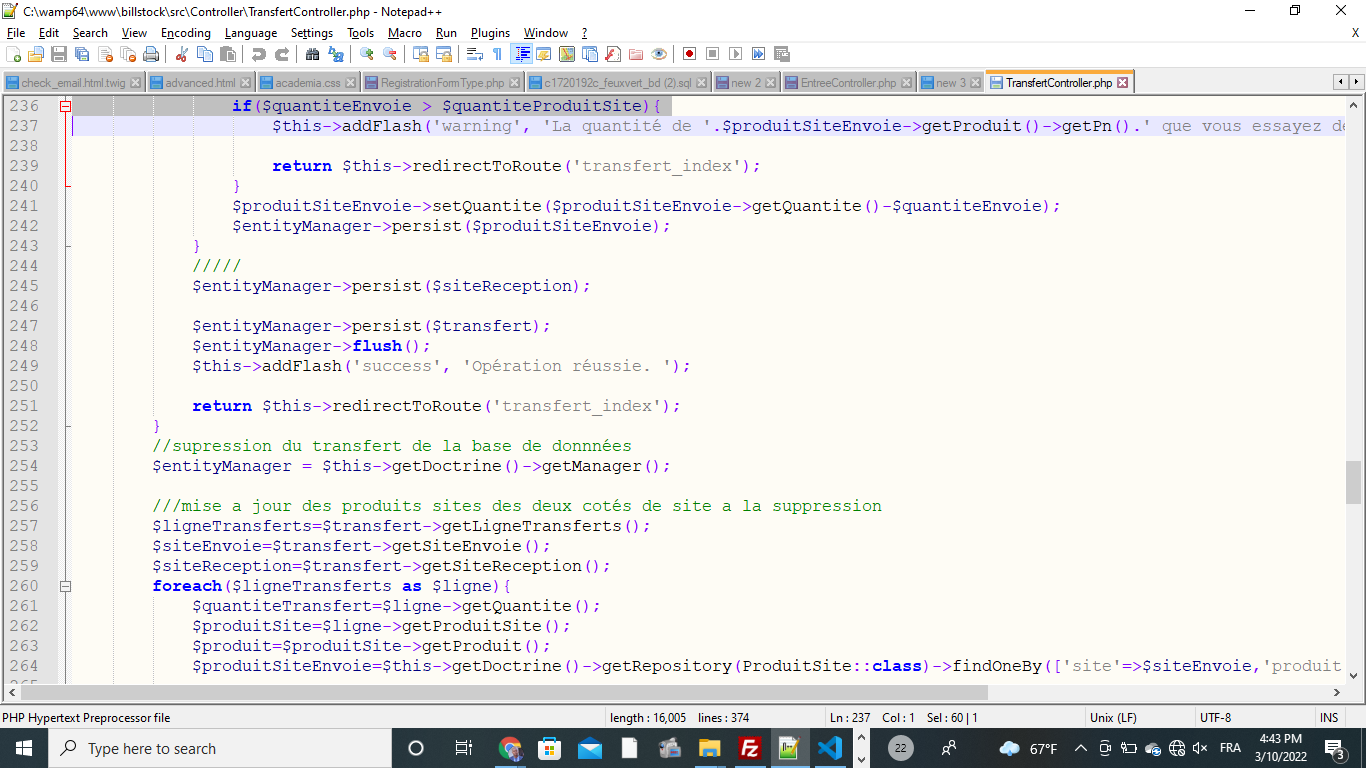 C:\wamp64\www\billstock\src\Controller\TransfertController.php - Notepad++
File Edit Search View Encoding Language Settings Tools Macro Run Plugins Window ? X
check_email.html.twig advanced.html academia.css RegistrationFormType.php c1720192c_feuxvert_bd (2).sql new 2 EntreeController.php new 3 TransfertController.php
236 if($quantiteEnvoie > $quantiteProduitSite){
237 $this->addFlash('warning', 'La quantité de '.$produitSiteEnvoie->getProduit()->getPn().' que vous essayez de
238
239 return $this->redirectToRoute('transfert_index');
240 }
241 $produitSiteEnvoie->setQuantite($produitSiteEnvoie->getQuantite()-$quantiteEnvoie);
242 $entityManager->persist($produitSiteEnvoie);
243 }
244 /////
245 $entityManager->persist($siteReception);
246
247 $entityManager->persist($transfert);
248 $entityManager->flush();
249 $this->addFlash('success', 'Opération réussie. ');
250
251 return $this->redirectToRoute('transfert_index');
252 }
253 //supression du transfert de la base de donnnées
254 $entityManager = $this->getDoctrine()->getManager();
255
256 ///mise a jour des produits sites des deux cotés de site a la suppression
257 $ligneTransferts=$transfert->getLigneTransferts();
258 $siteEnvoie=$transfert->getSiteEnvoie();
259 $siteReception=$transfert->getSiteReception();
260 foreach($ligneTransferts as $ligne){
261 $quantiteTransfert=$ligne->getQuantite();
262 $produitSite=$ligne->getProduitSite();
263 $produit=$produitSite->getProduit();
264 $produitSiteEnvoie=$this->getDoctrine()->getRepository(ProduitSite::class)->findOneBy(['site'=>$siteEnvoie,'produit
PHP Hypertext Preprocessor file length : 16,005 lines : 374 Ln : 237 Col : 1 Sel : 60 | 1 Unix (LF) UTF-8 INS
Type here to search 22 67°F FRA 4:43 PM
3/10/2022 3